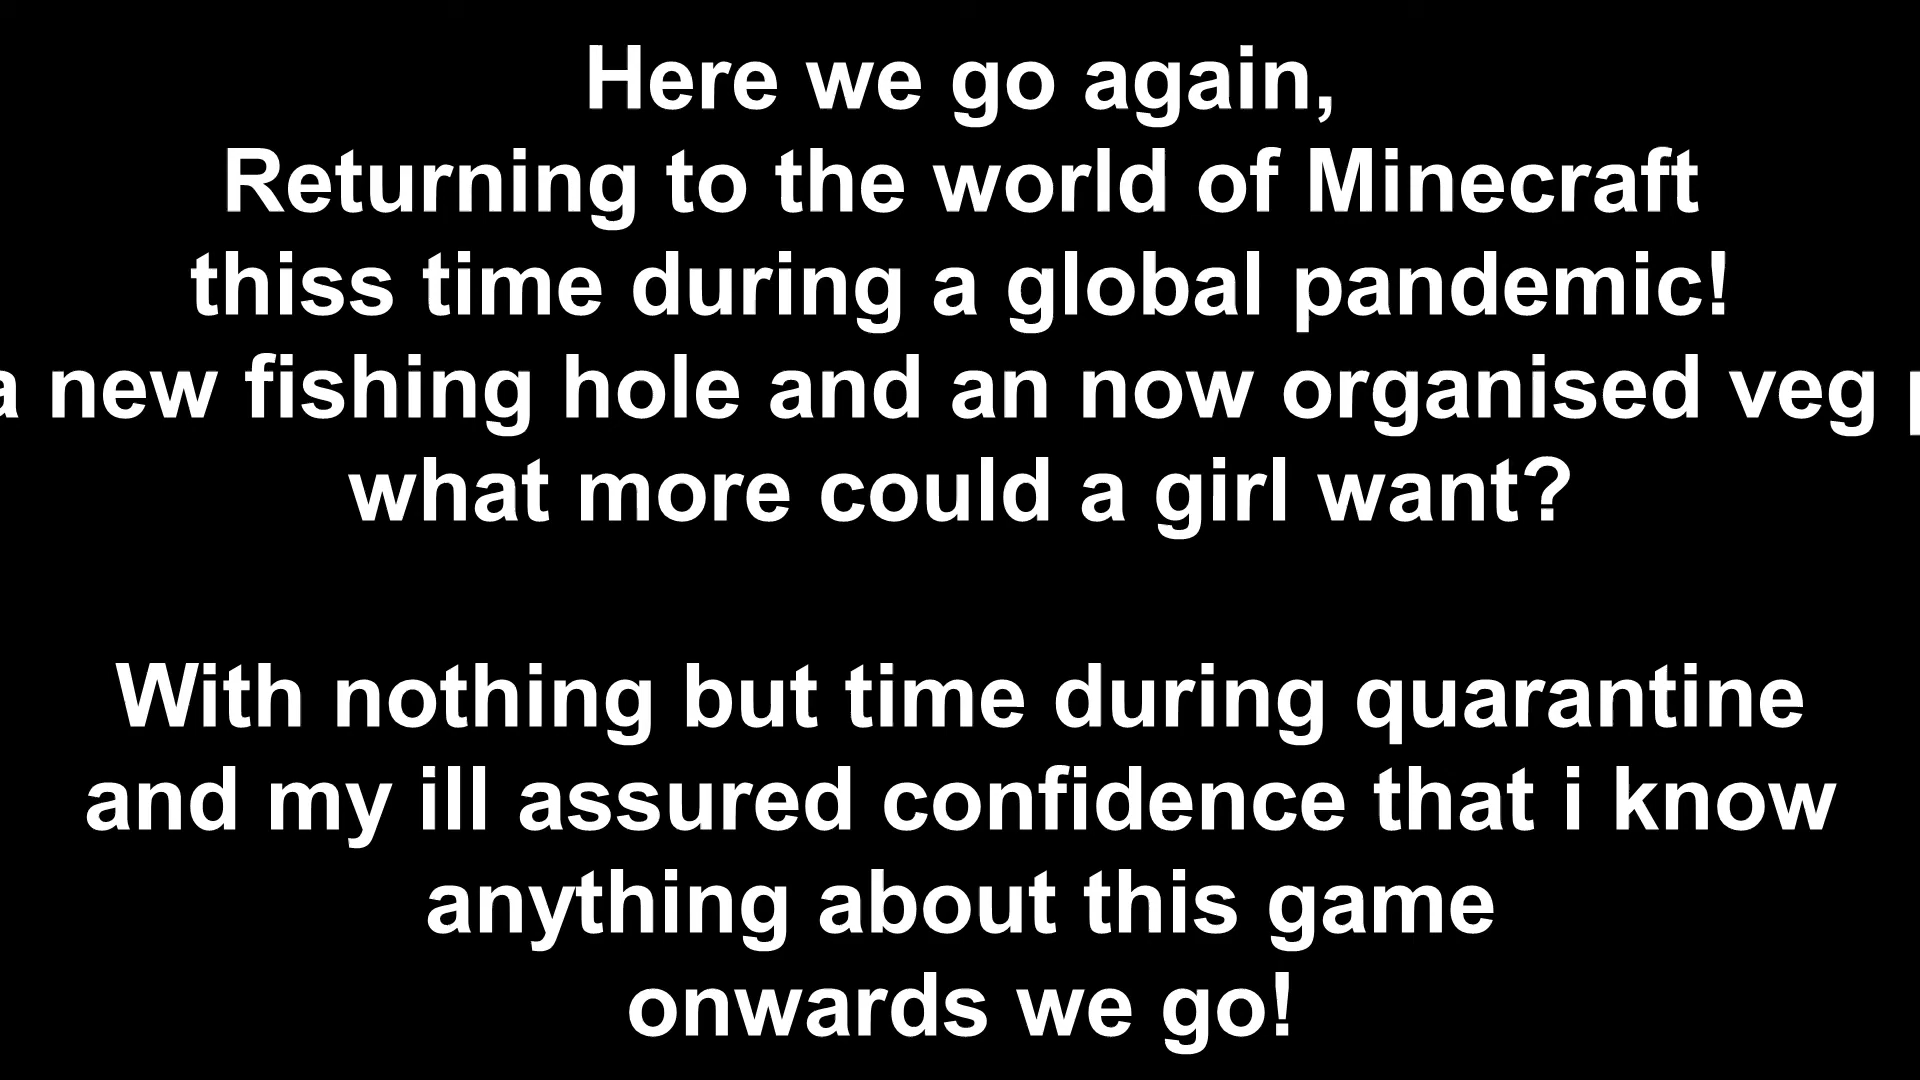 Here we go again,
Returning to the world of Minecraft
thiss time during a global pandemic!
a new fishing hole and an now organised veg
what more could a girl want?
With nothing but time during quarantine
and my ill assured confidence that i know
anything about this game
onwards we go!